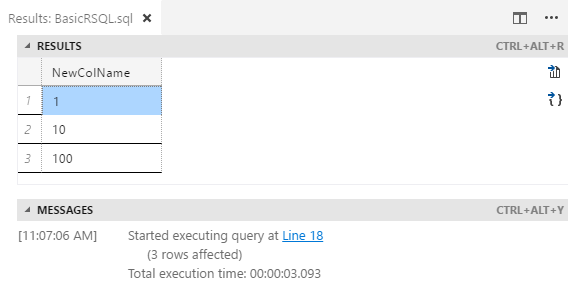 Results: BasicRSQL.sql
RESULTS CTRL+ALT+R
NewColName
1 1
2 10
3 100
MESSAGES CTRL+ALT+Y
[11:07:06 AM] Started executing query at Line 18
(3 rows affected)
Total execution time: 00:00:03.093